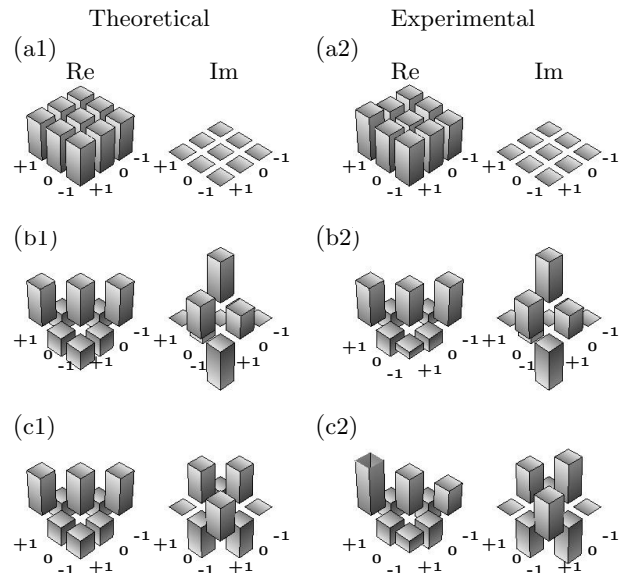 Theoretical Experimental
(a1) (a2)
Re Im Re Im
+1 0 -1 +1 0 -1 +1 0 -1 +1 0 -1 +1 0 -1 +1 0 -1 +1 0 -1 +1 0 -1
(b1) (b2)
+1 0 -1 +1 0 -1 +1 0 -1 +1 0 -1 +1 0 -1 +1 0 -1 +1 0 -1 +1 0 -1
(c1) (c2)
+1 0 -1 +1 0 -1 +1 0 -1 +1 0 -1 +1 0 -1 +1 0 -1 +1 0 -1 +1 0 -1